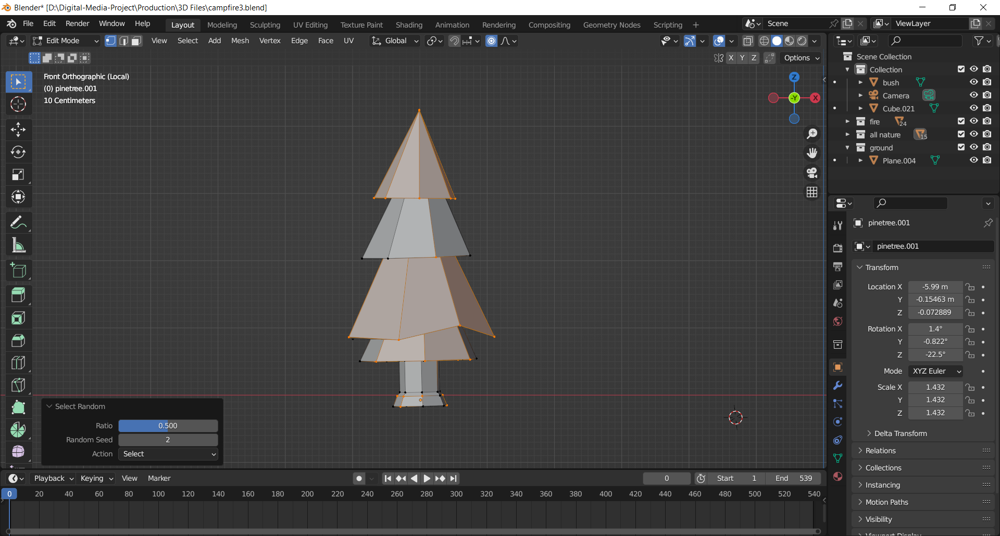 Blender* [D:\Digital-Media-Project\Production\3D Files\campfire3.blend]
File Edit Render Window Help Layout Modeling Sculpting UV Editing Texture Paint Shading Animation Rendering Compositing Geometry Nodes Scripting + Scene ViewLayer
Edit Mode View Select Add Mesh Vertex Edge Face UV Global
X Y Z Options
Front Orthographic (Local)
(0) pinetree.001
10 Centimeters
Z
-Y X
Scene Collection
Collection
bush
Camera
Cube.021
fire 24
all nature 15
ground
Plane.004
pinetree.001
pinetree.001
Transform
Location X -5.99 m
Y -0.15463 m
Z -0.072889
Rotation X 1.4°
Y -0.822°
Z -22.5°
Mode XYZ Euler
Scale X 1.432
Y 1.432
Z 1.432
Delta Transform
Relations
Collections
Instancing
Motion Paths
Visibility
Viewport Display
Select Random
Ratio 0.500
Random Seed 2
Action Select
Playback Keying View Marker 0 Start 1 End 539
0 20 40 60 80 100 120 140 160 180 200 220 240 260 280 300 320 340 360 380 400 420 440 460 480 500 520 540